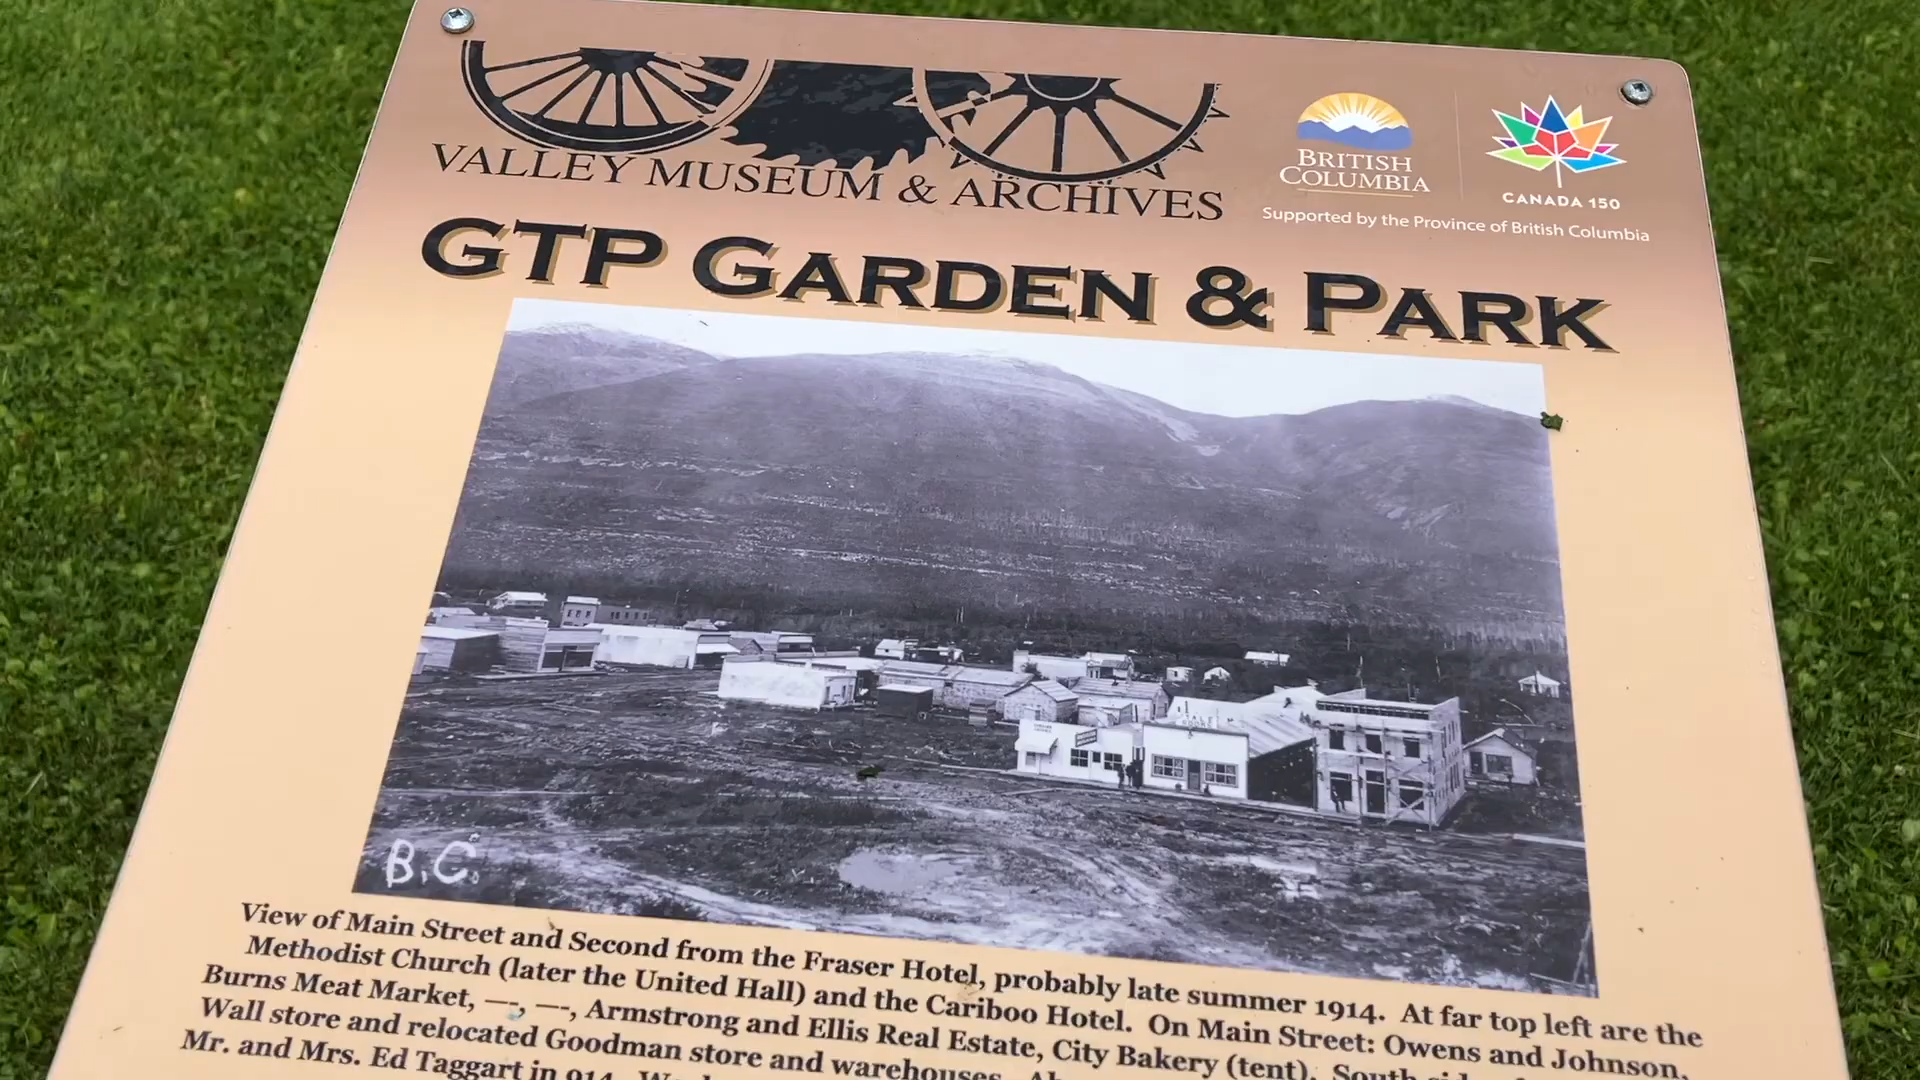 VALLEY MUSEUM & ARCHIVES
BRITISH
COLUMBIA
CANADA 150
Supported by the Province of British Columbia
GTP GARDEN & PARK
B.C.
View of Main Street and Second from the Fraser Hotel, probably late summer 1914. At far top left are the
Methodist Church (later the United Hall) and the Cariboo Hotel. On Main Street: Owens and Johnson,
Burns Meat Market, —-, —-, Armstrong and Ellis Real Estate, City Bakery (tent). South side
Wall store and relocated Goodman store and warehouses.
Mr. and Mrs. Ed Taggart in 914.